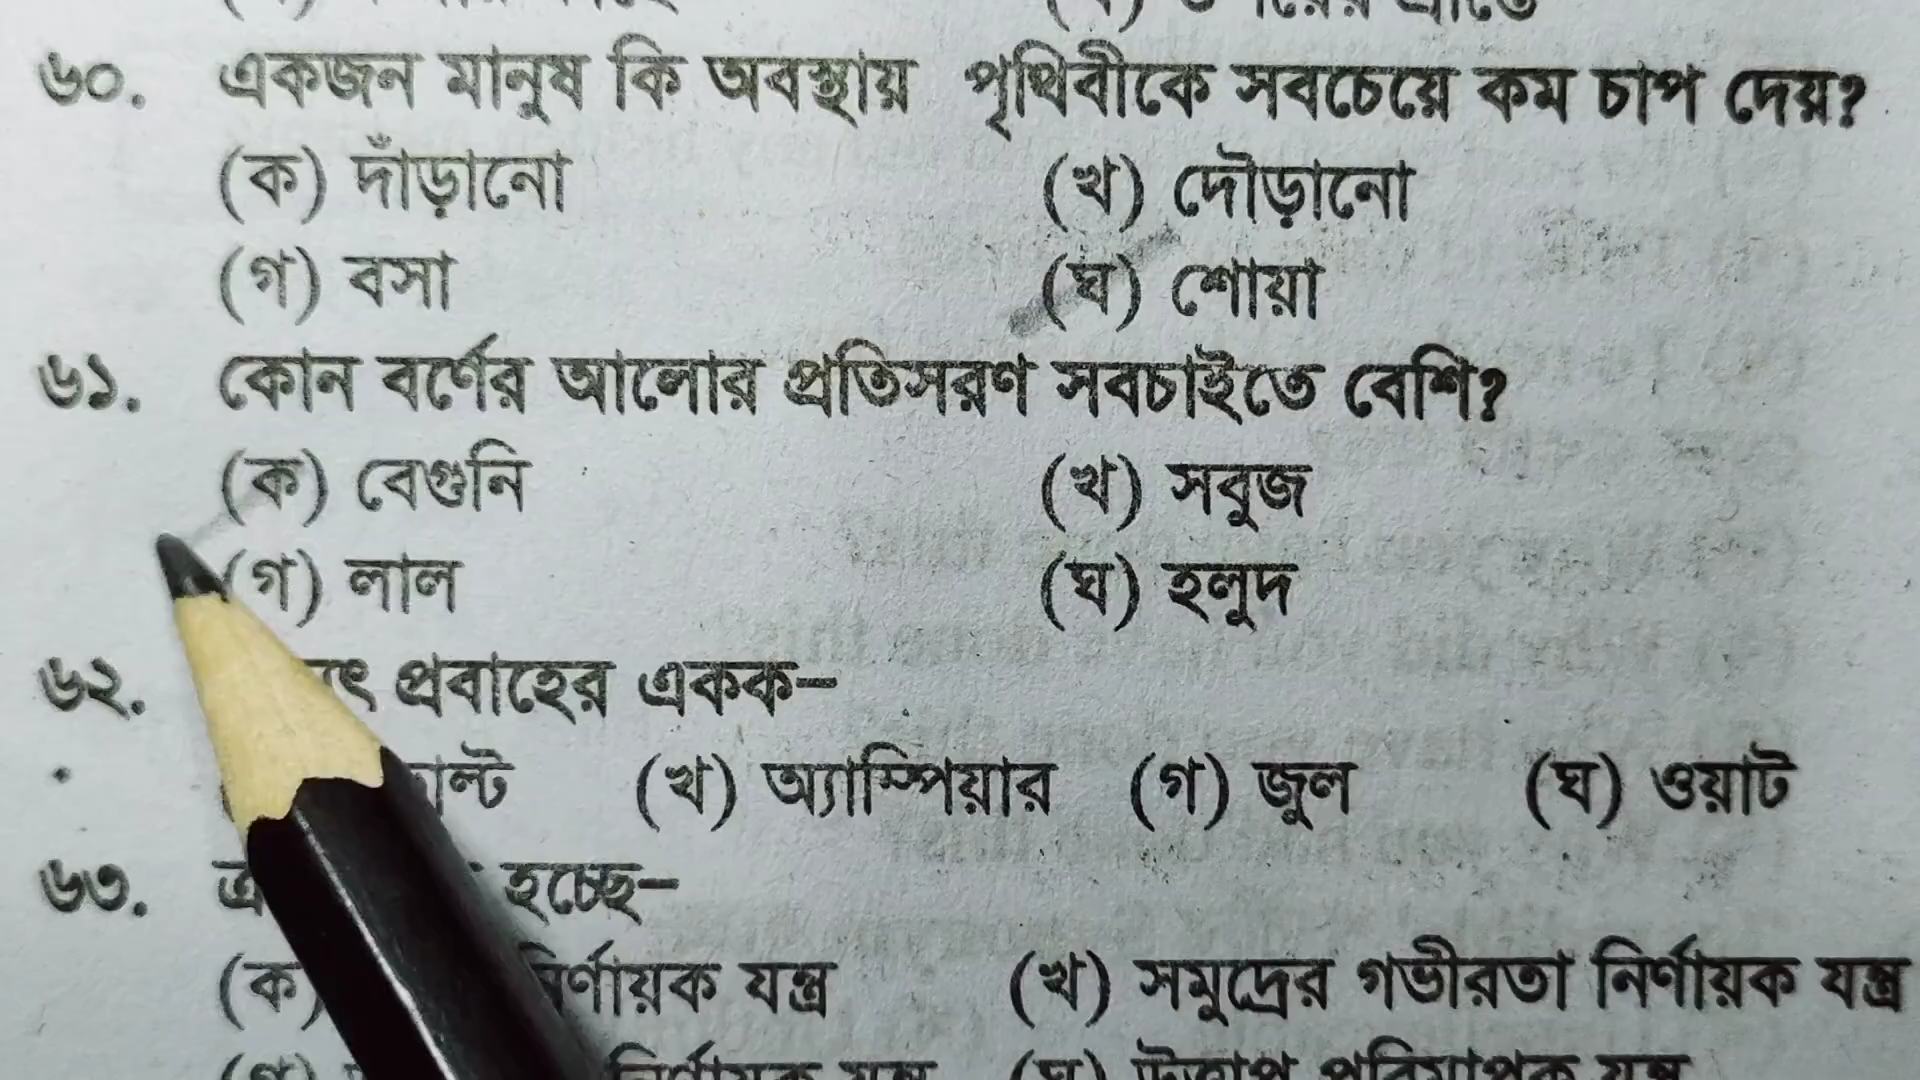 ৬০. একজন মানুষ কি অবস্থায় পৃথিবীকে সবচেয়ে কম চাপ দেয়?
(ক) দাঁড়ানো (খ) দৌড়ানো
(গ) বসা (ঘ) শোয়া
৬১. কোন বর্ণের আলোর প্রতিসরণ সবচাইতে বেশি?
(ক) বেগুনি (খ) সবুজ
(গ) লাল (ঘ) হলুদ
৬২. প্রবাহের একক–
(খ) অ্যাম্পিয়ার (গ) জুল (ঘ) ওয়াট
৬৩. হচ্ছে–
(ক) যন্ত্র (খ) সমুদ্রের গভীরতা নির্ণায়ক যন্ত্র